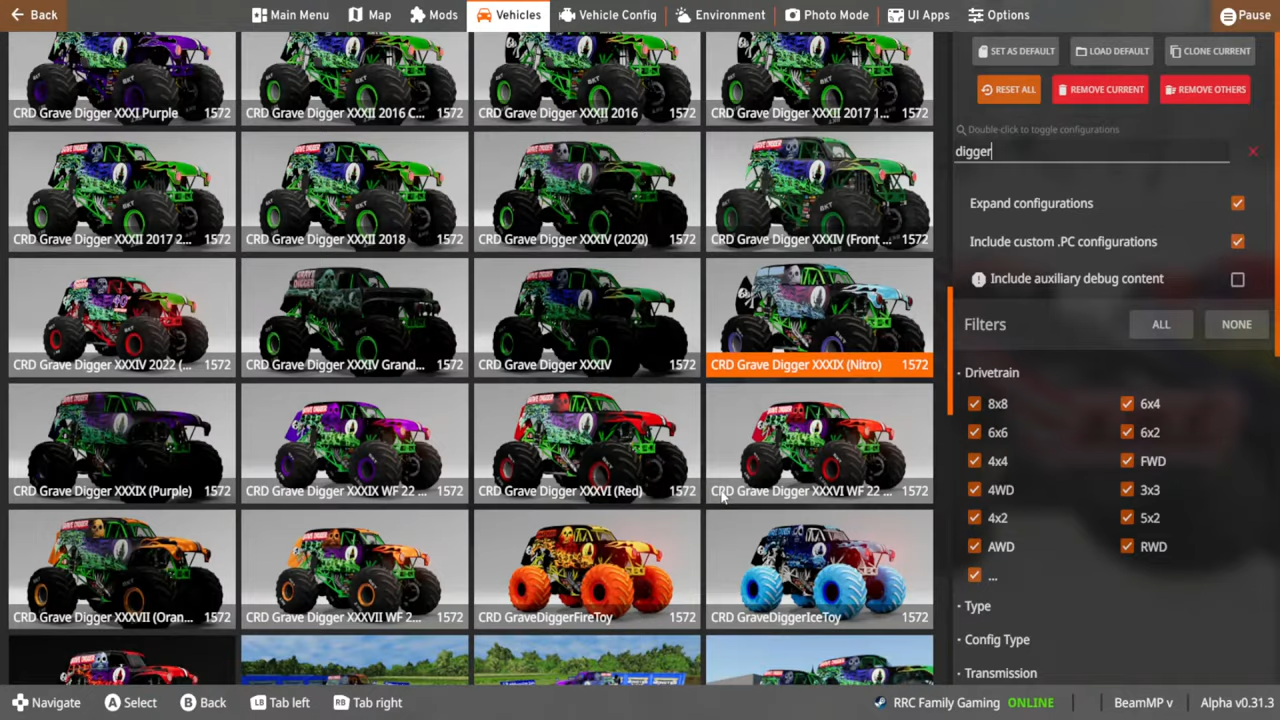 Back
Main Menu
Map
Mods
Vehicles
Vehicle Config
Environment
Photo Mode
UI Apps
Options
Pause
CRD Grave Digger XXXI Purple 1572
CRD Grave Digger XXXII 2016 C... 1572
CRD Grave Digger XXXII 2016 1572
CRD Grave Digger XXXII 2017 1... 1572
CRD Grave Digger XXXII 2017 2... 1572
CRD Grave Digger XXXII 2018 1572
CRD Grave Digger XXXIV (2020) 1572
CRD Grave Digger XXXIV (Front ... 1572
CRD Grave Digger XXXIV 2022 (... 1572
CRD Grave Digger XXXIV Grand... 1572
CRD Grave Digger XXXIV 1572
CRD Grave Digger XXXIX (Nitro) 1572
CRD Grave Digger XXXIX (Purple) 1572
CRD Grave Digger XXXIX WF 22 ... 1572
CRD Grave Digger XXXVI (Red) 1572
CRD Grave Digger XXXVI WF 22 ... 1572
CRD Grave Digger XXXVII (Oran... 1572
CRD Grave Digger XXXVII WF 2... 1572
CRD GraveDiggerFireToy 1572
CRD GraveDiggerIceToy 1572
SET AS DEFAULT
LOAD DEFAULT
CLONE CURRENT
RESET ALL
REMOVE CURRENT
REMOVE OTHERS
Double-click to toggle configurations
digger
Expand configurations
Include custom .PC configurations
Include auxiliary debug content
Filters
ALL
NONE
- Drivetrain
8x8
6x4
6x6
6x2
4x4
FWD
4WD
3x3
4x2
5x2
AWD
RWD
...
- Type
- Config Type
- Transmission
Navigate
A Select
B Back
LB Tab left
RB Tab right
RRC Family Gaming ONLINE
BeamMP v
Alpha v0.31.3